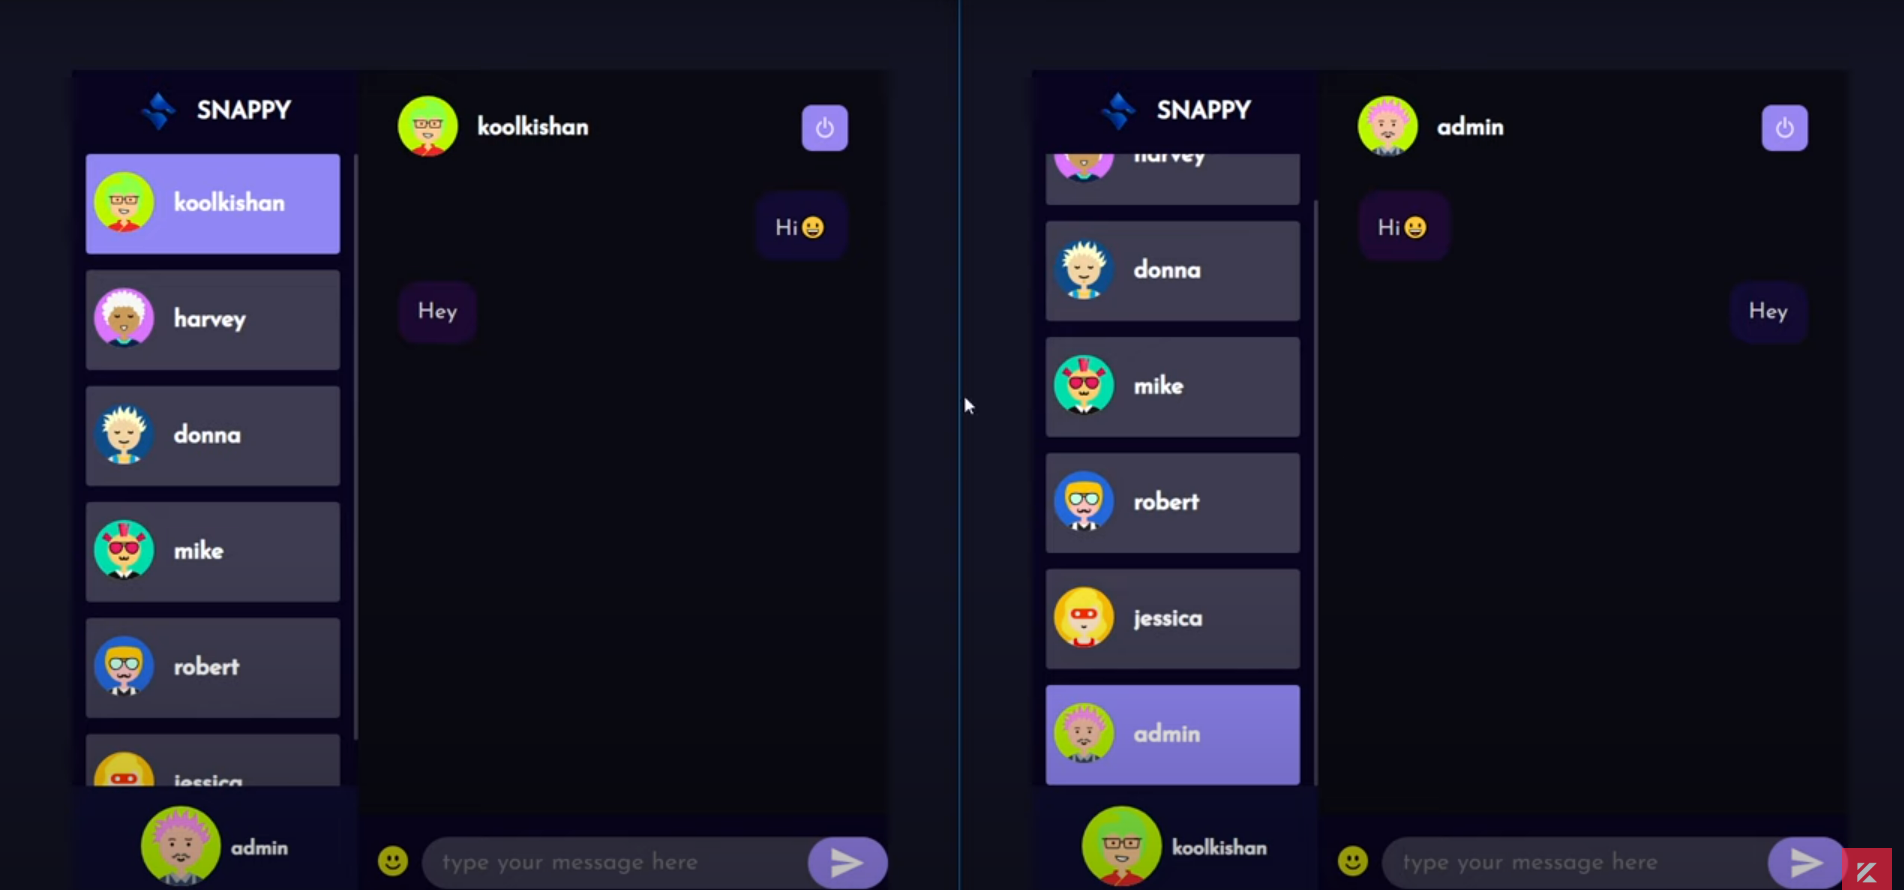 SNAPPY
koolkishan
harvey
donna
mike
robert
jessica
admin
koolkishan
Hi😀
Hey
type your message here
SNAPPY
harvey
donna
mike
robert
jessica
admin
koolkishan
admin
Hi😀
Hey
type your message here